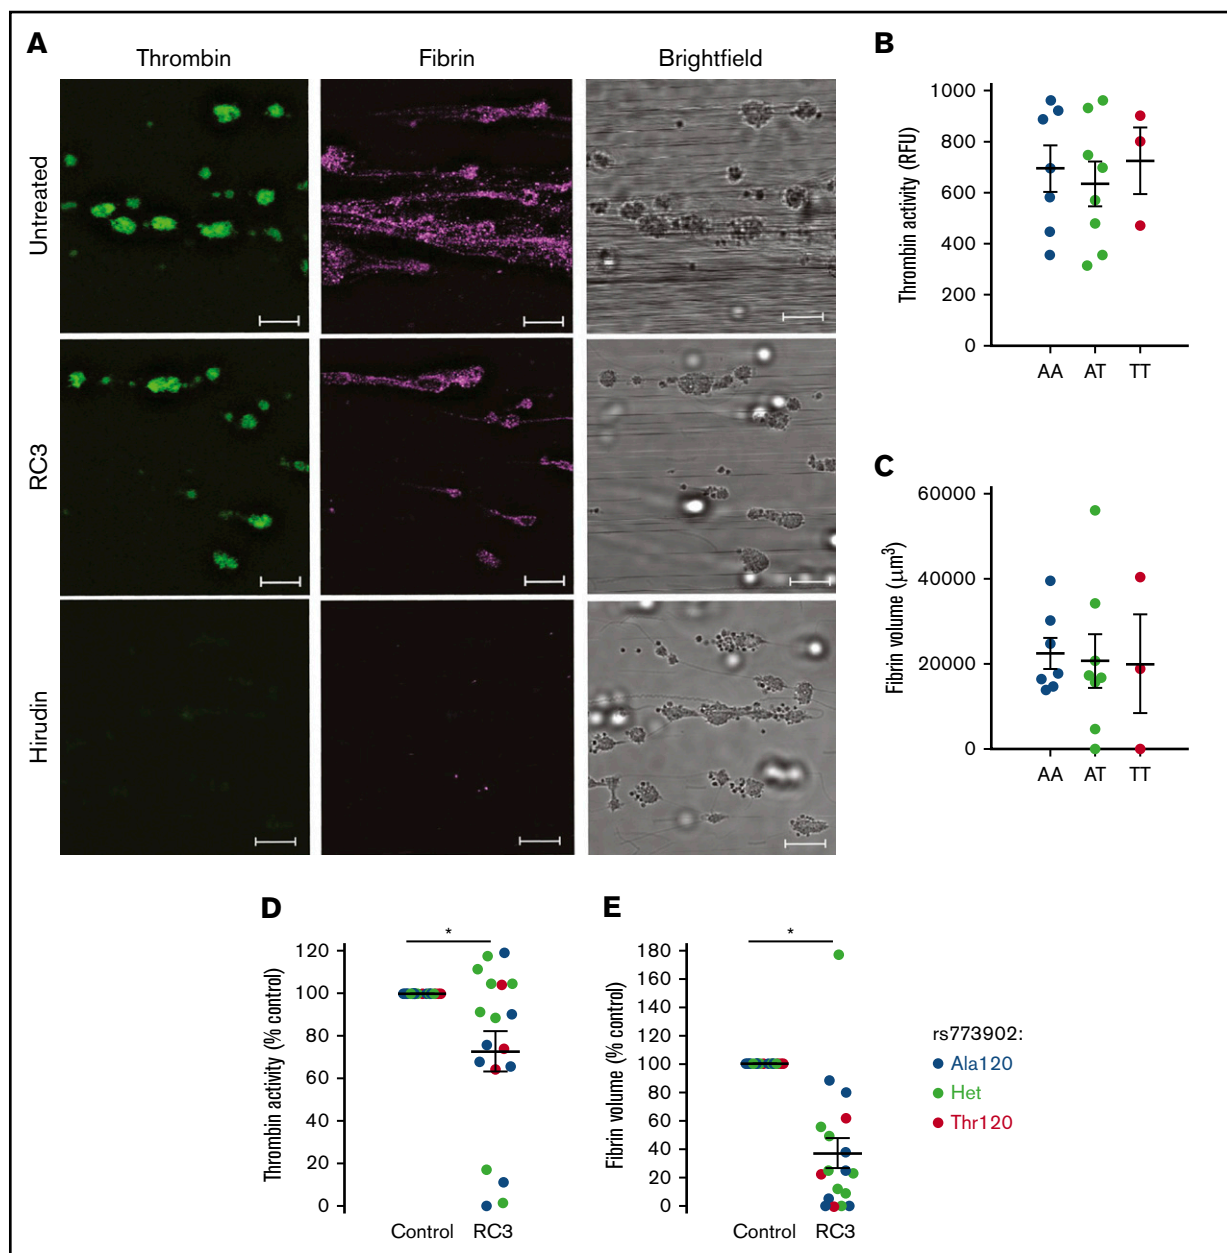 A
Thrombin
Fibrin
Brightfield
Untreated
RC3
Hirudin
B
Thrombin activity (RFU)
1000
800
600
400
200
0
AA
AT
TT
C
Fibrin volume (μm³)
60000
40000
20000
0
AA
AT
TT
D
*
Thrombin activity (% control)
120
100
80
60
40
20
0
Control
RC3
E
*
Fibrin volume (% control)
180
160
140
120
100
80
60
40
20
0
Control
RC3
rs773902:
Ala120
Het
Thr120